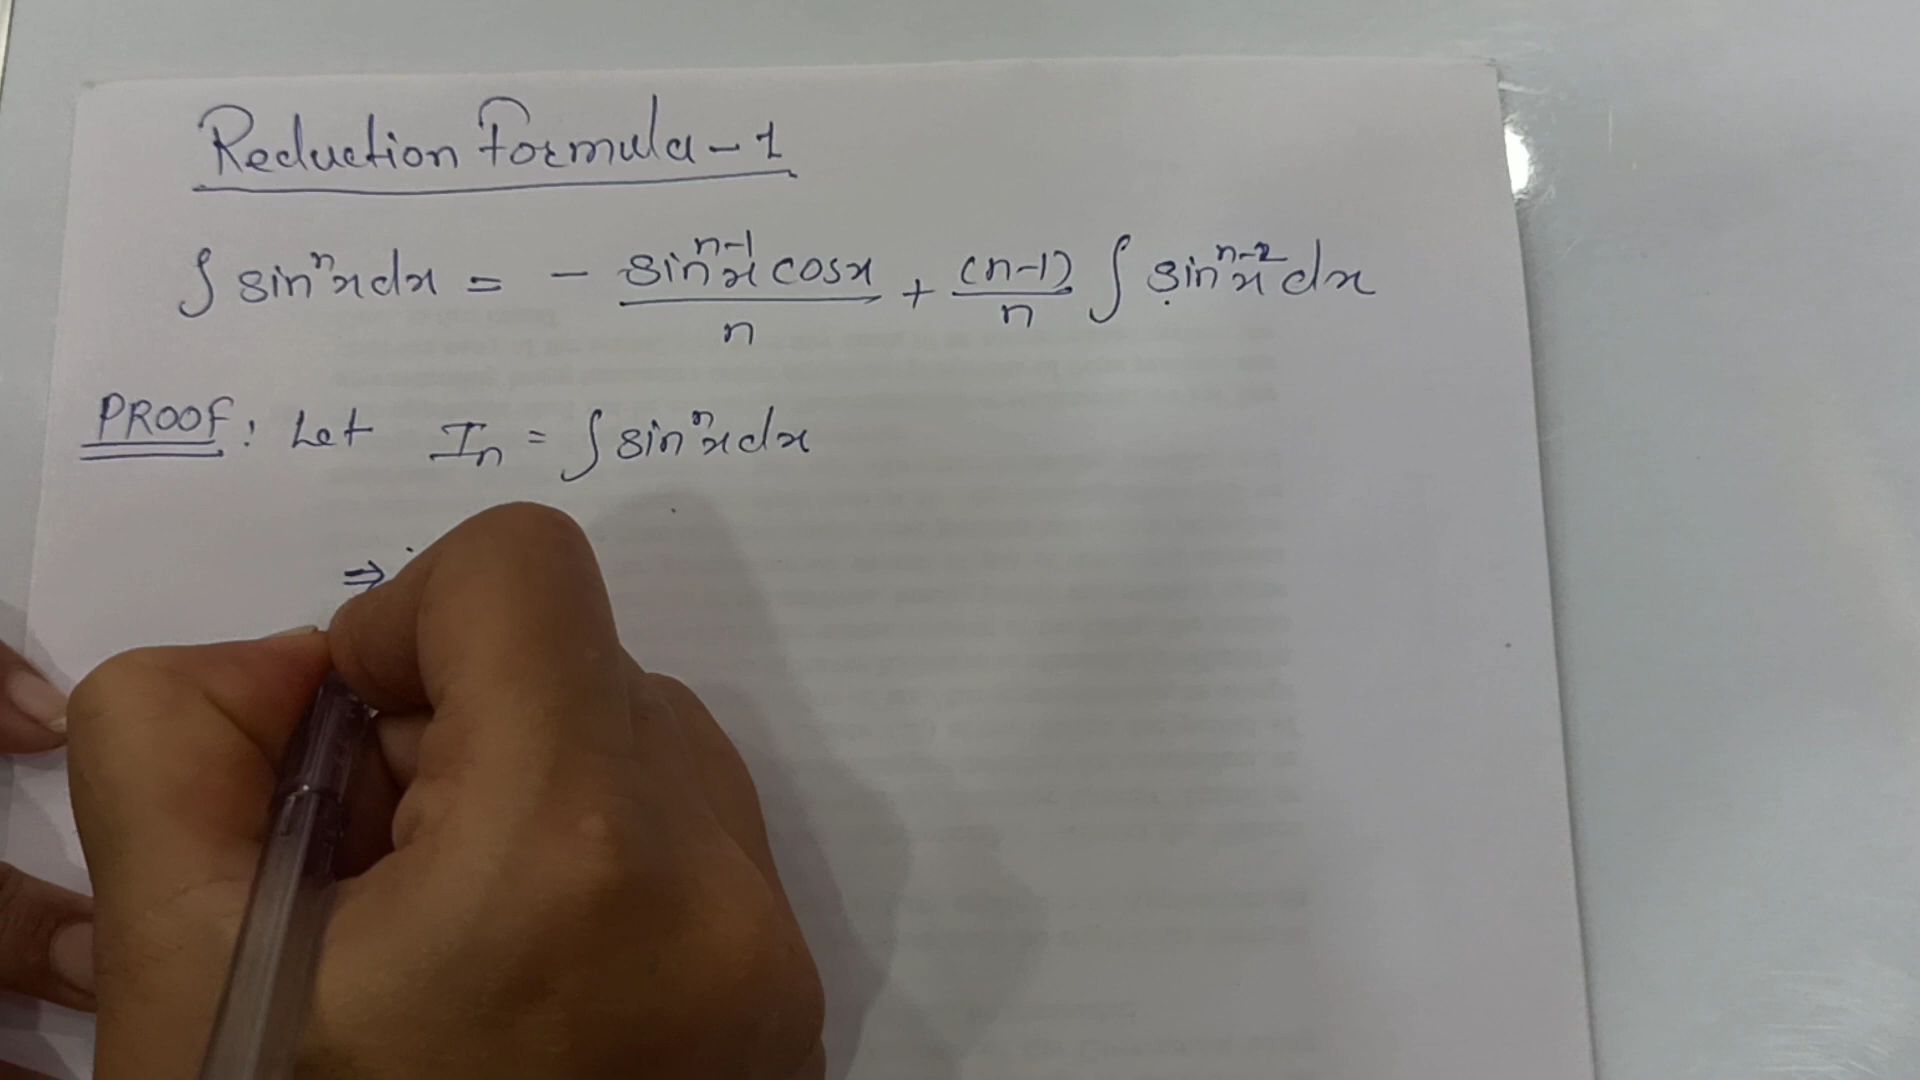 Reduction Formula-1
∫ sinⁿx dx = - sinⁿ⁻¹x cosx / n + (n-1)/n ∫ sinⁿ⁻²x dx
PROOF: Let Iₙ = ∫ sinⁿx dx
⇒